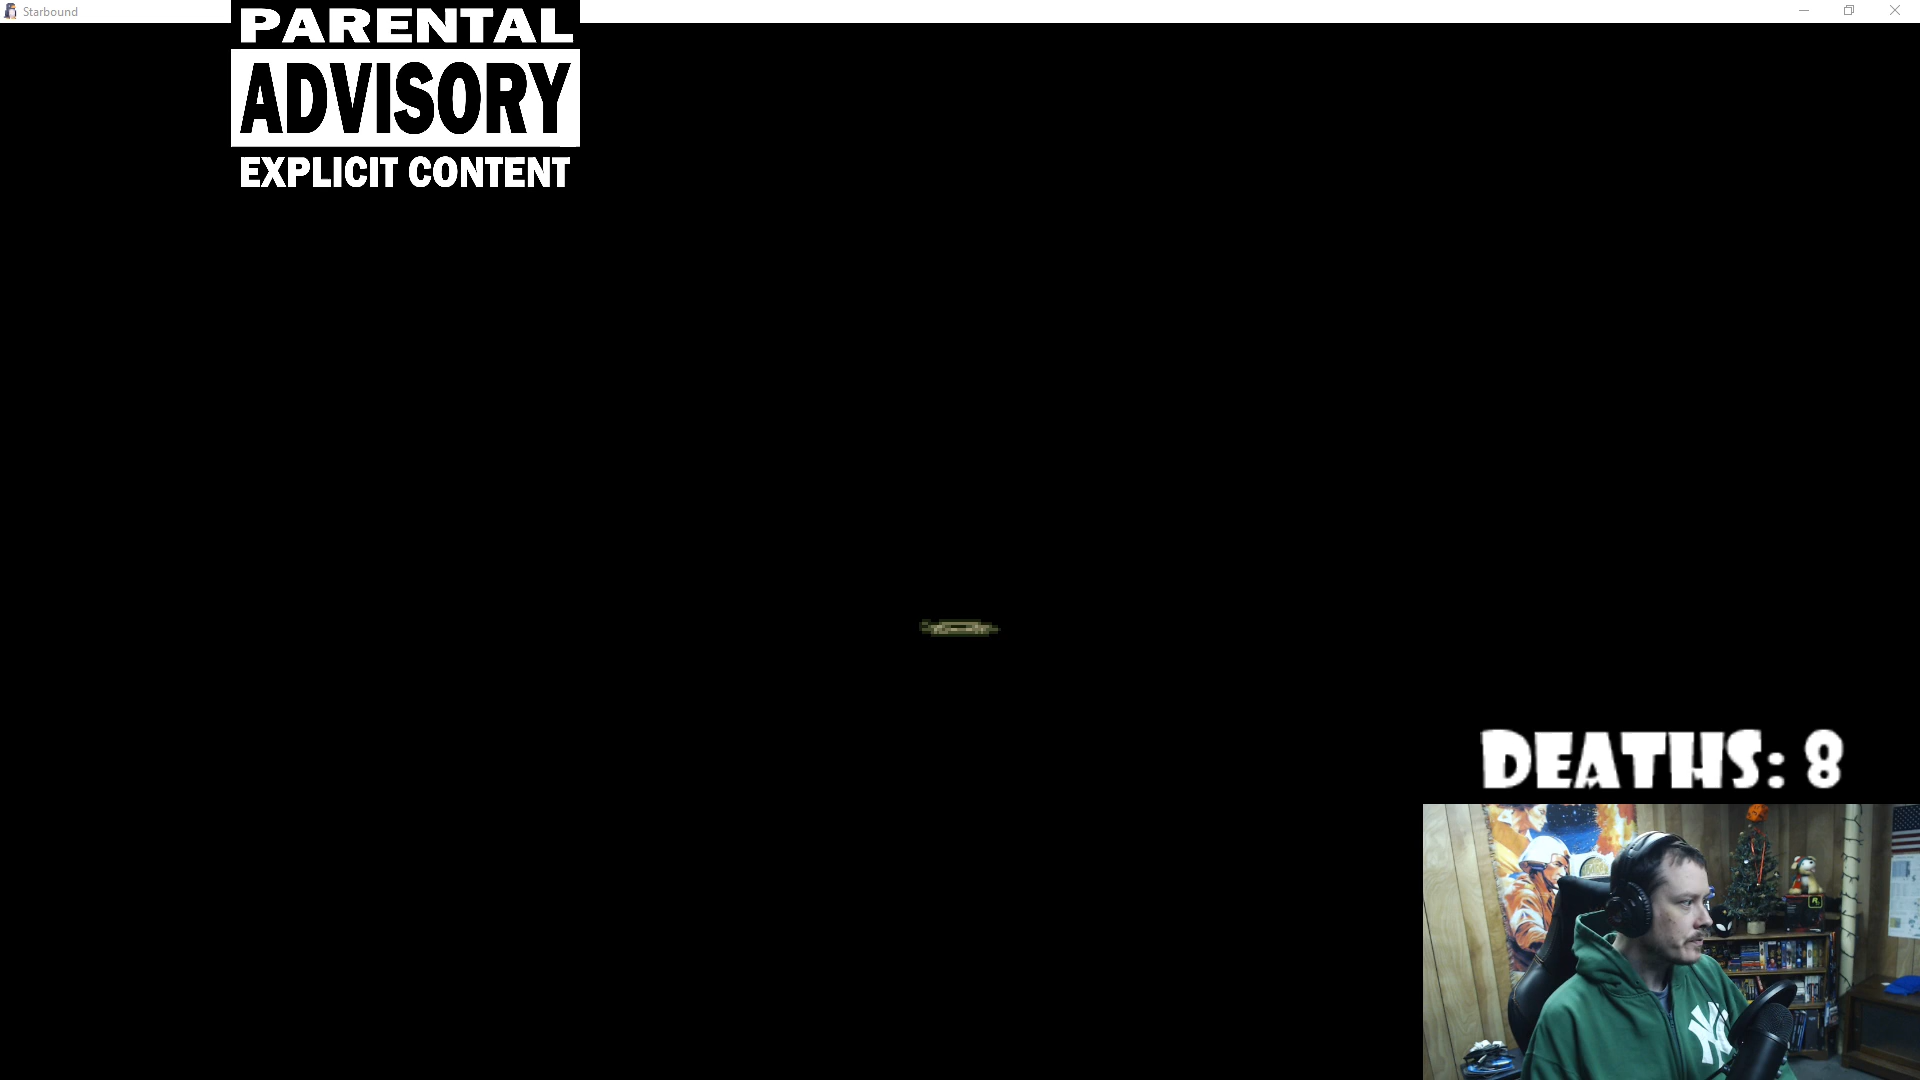 Starbound
PARENTAL
ADVISORY
EXPLICIT CONTENT
DEATHS: 8